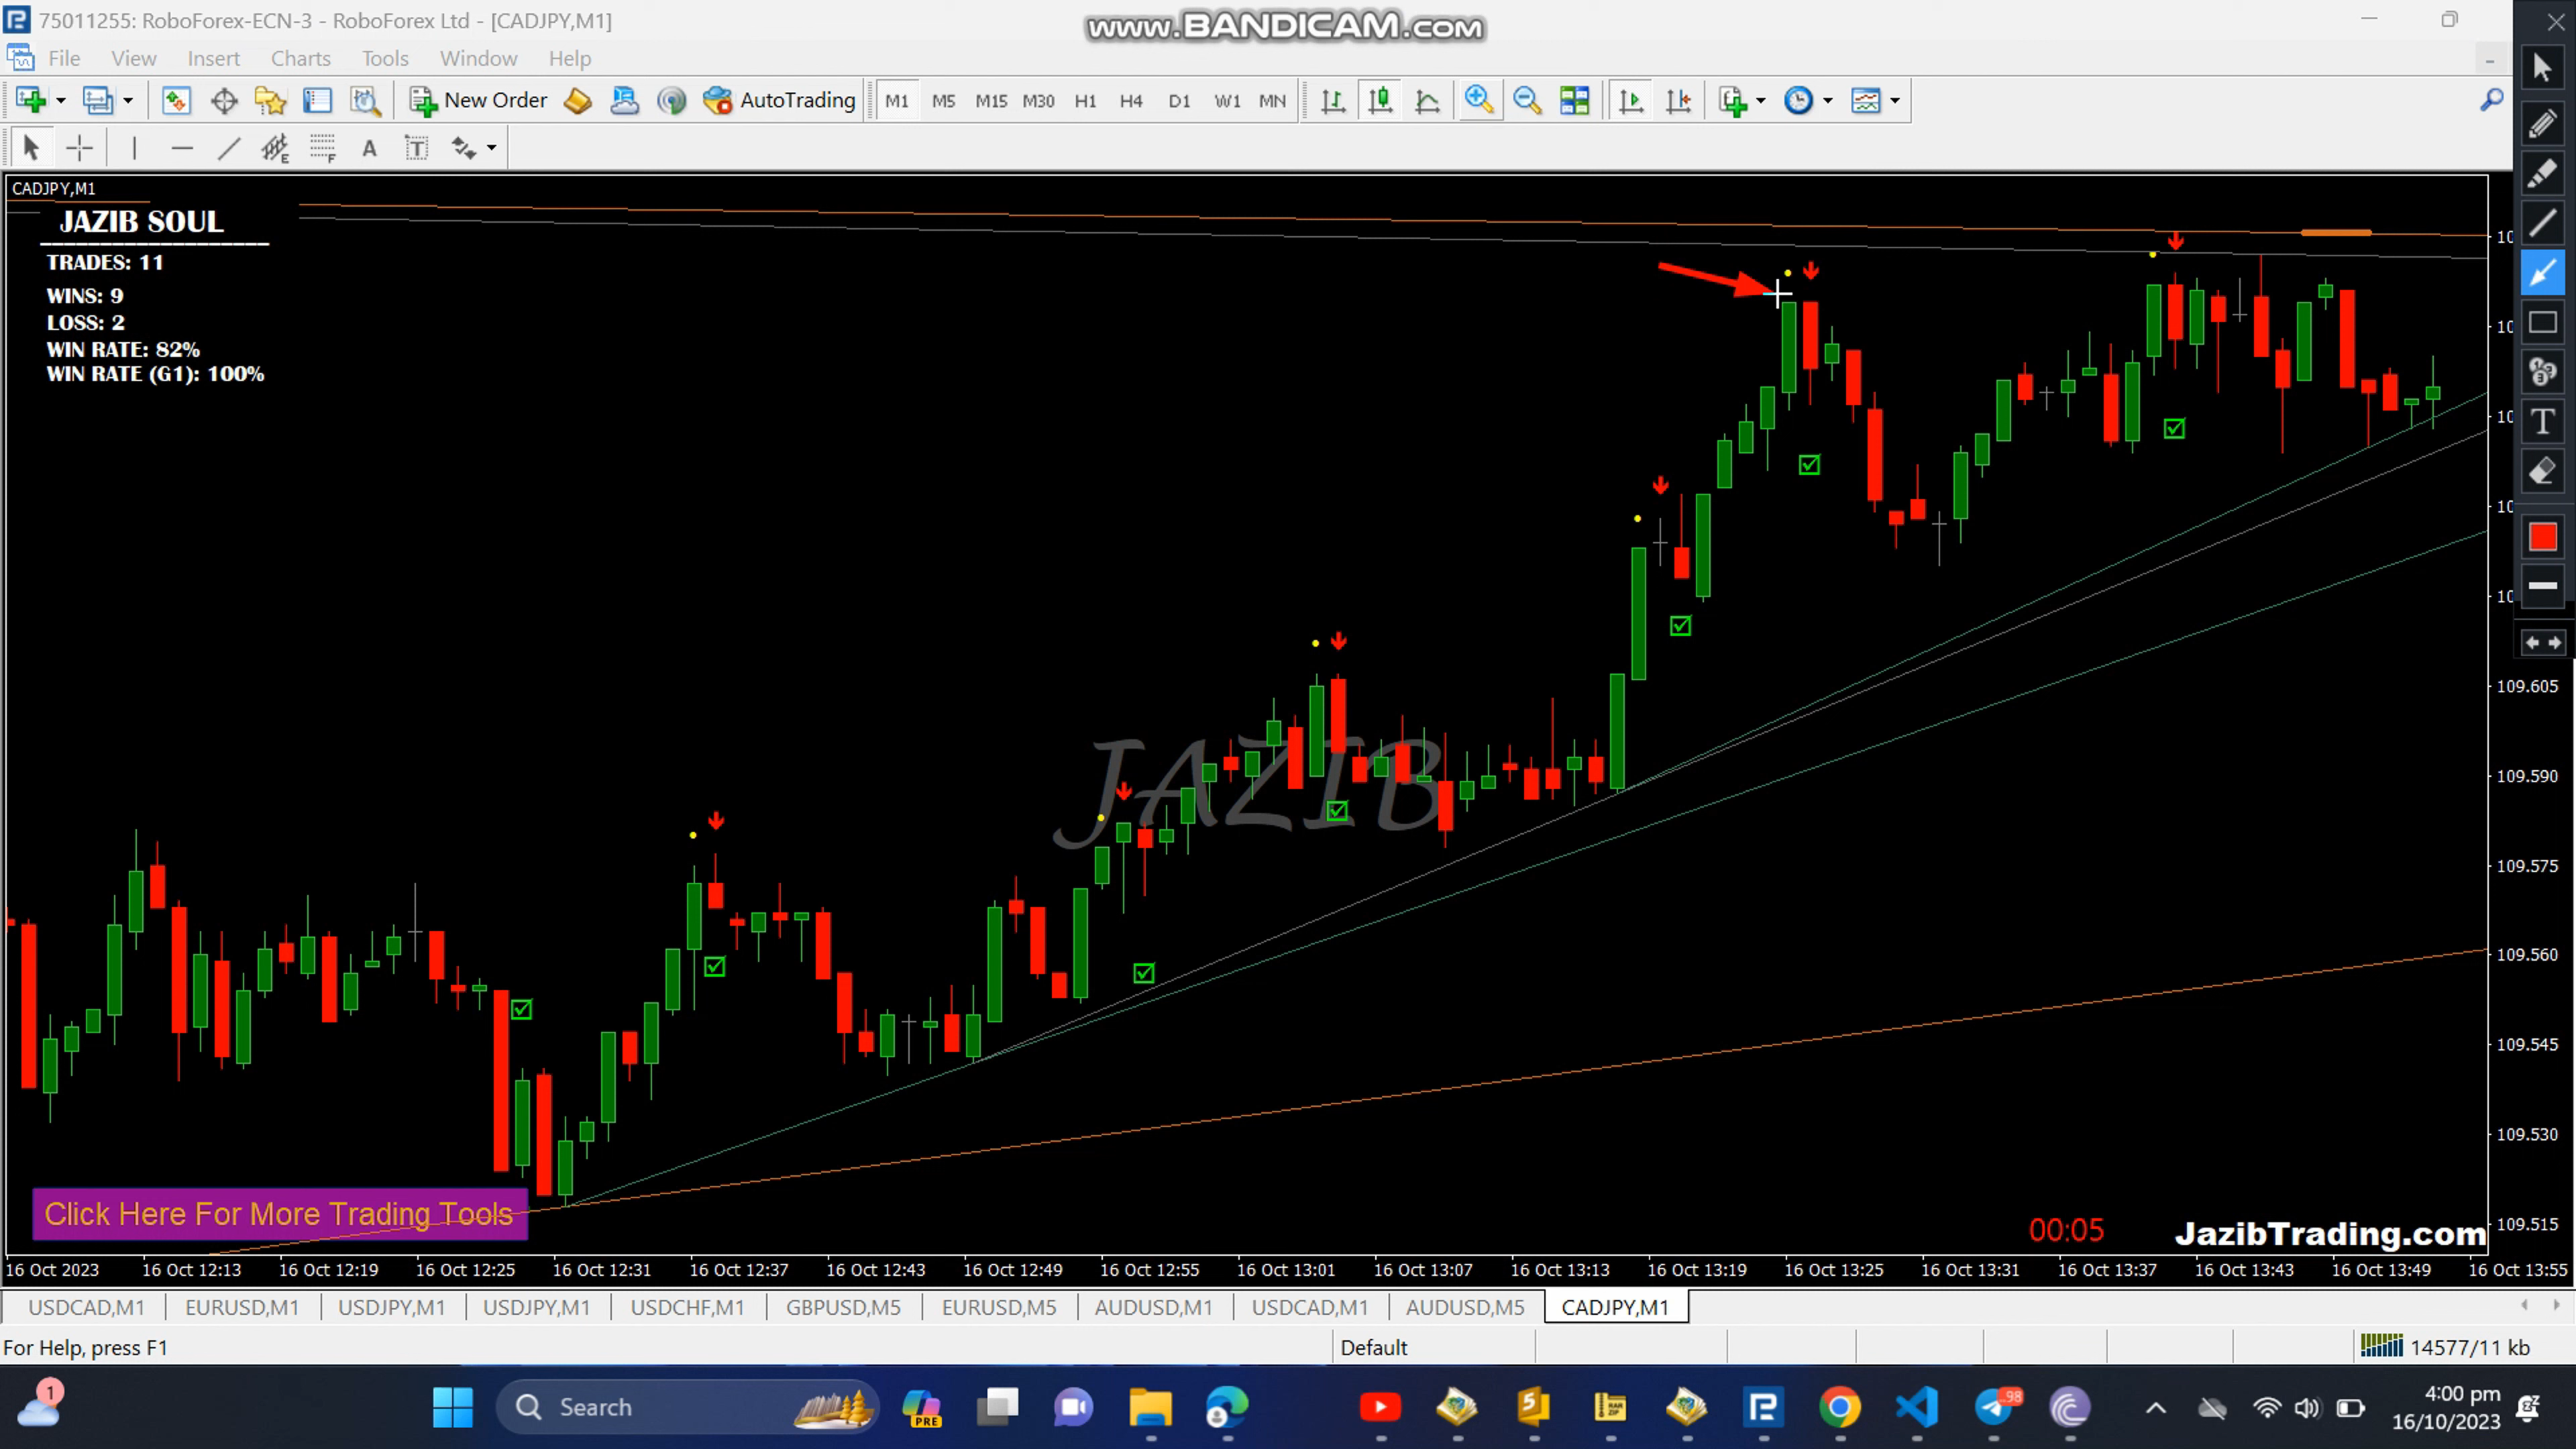 75011255: RoboForex-ECN-3 - RoboForex Ltd - [CADJPY,M1]
www.BANDICAM.com
File View Insert Charts Tools Window Help
New Order AutoTrading M1 M5 M15 M30 H1 H4 D1 W1 MN
E F A T
CADJPY,M1
JAZIB SOUL
TRADES: 11
WINS: 9
LOSS: 2
WIN RATE: 82%
WIN RATE (G1): 100%
JAZIB
109.605
109.590
109.575
109.560
109.545
109.530
109.515
Click Here For More Trading Tools
00:05
JazibTrading.com
16 Oct 2023 16 Oct 12:13 16 Oct 12:19 16 Oct 12:25 16 Oct 12:31 16 Oct 12:37 16 Oct 12:43 16 Oct 12:49 16 Oct 12:55 16 Oct 13:01 16 Oct 13:07 16 Oct 13:13 16 Oct 13:19 16 Oct 13:25 16 Oct 13:31 16 Oct 13:37 16 Oct 13:43 16 Oct 13:49 16 Oct 13:55
USDCAD,M1 EURUSD,M1 USDJPY,M1 USDJPY,M1 USDCHF,M1 GBPUSD,M5 EURUSD,M5 AUDUSD,M1 USDCAD,M1 AUDUSD,M5 CADJPY,M1
For Help, press F1 Default 14577/11 kb
1 Search PRE 98 4:00 pm
16/10/2023